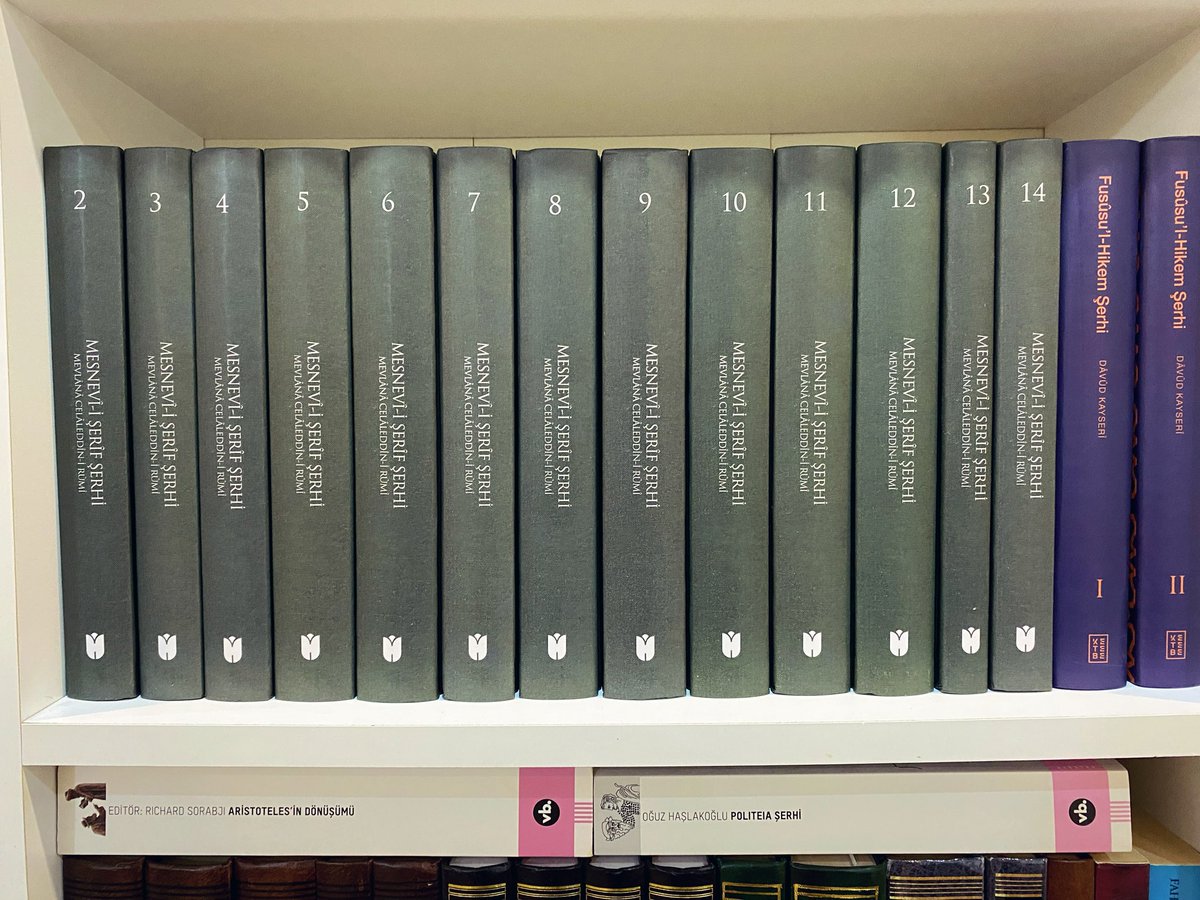 2
MESNEVÎ-İ ŞERÎF ŞERHİ
MEVLÂNÂ CELÂLEDDÎN-İ RÛMÎ
3
MESNEVÎ-İ ŞERÎF ŞERHİ
MEVLÂNÂ CELÂLEDDÎN-İ RÛMÎ
4
MESNEVÎ-İ ŞERÎF ŞERHİ
MEVLÂNÂ CELÂLEDDÎN-İ RÛMÎ
5
MESNEVÎ-İ ŞERÎF ŞERHİ
MEVLÂNÂ CELÂLEDDÎN-İ RÛMÎ
6
MESNEVÎ-İ ŞERÎF ŞERHİ
MEVLÂNÂ CELÂLEDDÎN-İ RÛMÎ
7
MESNEVÎ-İ ŞERÎF ŞERHİ
MEVLÂNÂ CELÂLEDDÎN-İ RÛMÎ
8
MESNEVÎ-İ ŞERÎF ŞERHİ
MEVLÂNÂ CELÂLEDDÎN-İ RÛMÎ
9
MESNEVÎ-İ ŞERÎF ŞERHİ
MEVLÂNÂ CELÂLEDDÎN-İ RÛMÎ
10
MESNEVÎ-İ ŞERÎF ŞERHİ
MEVLÂNÂ CELÂLEDDÎN-İ RÛMÎ
11
MESNEVÎ-İ ŞERÎF ŞERHİ
MEVLÂNÂ CELÂLEDDÎN-İ RÛMÎ
12
MESNEVÎ-İ ŞERÎF ŞERHİ
MEVLÂNÂ CELÂLEDDÎN-İ RÛMÎ
13
MESNEVÎ-İ ŞERÎF ŞERHİ
MEVLÂNÂ CELÂLEDDÎN-İ RÛMÎ
14
MESNEVÎ-İ ŞERÎF ŞERHİ
MEVLÂNÂ CELÂLEDDÎN-İ RÛMÎ
Fusûsu'l-Hikem Şerhi
DÂVÛD KAYSERÎ
I
KTB
Fusûsu'l-Hikem Şerhi
DÂVÛD KAYSERÎ
II
KTB
EDİTÖR: RICHARD SORABJI ARİSTOTELES'İN DÖNÜŞÜMÜ
vb.
OĞUZ HAŞLAKOĞLU POLITEIA ŞERHİ
vb.